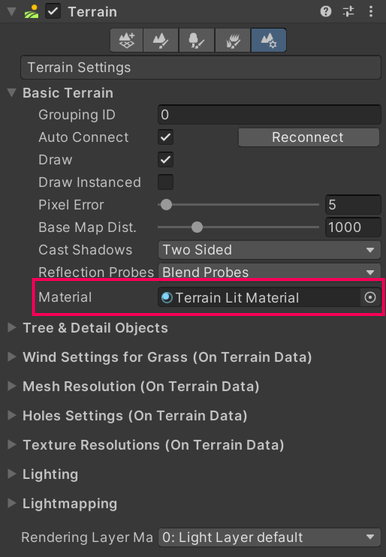 Terrain
Terrain Settings
Basic Terrain
Grouping ID 0
Auto Connect Reconnect
Draw
Draw Instanced
Pixel Error 5
Base Map Dist. 1000
Cast Shadows Two Sided
Reflection Probes Blend Probes
Material Terrain Lit Material
Tree & Detail Objects
Wind Settings for Grass (On Terrain Data)
Mesh Resolution (On Terrain Data)
Holes Settings (On Terrain Data)
Texture Resolutions (On Terrain Data)
Lighting
Lightmapping
Rendering Layer Ma 0: Light Layer default